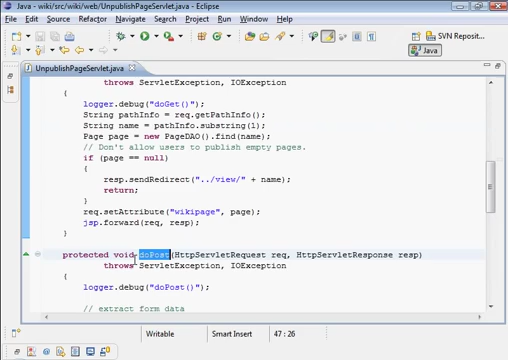 Java - wiki/src/wiki/web/UnpublishPageServlet.java - Eclipse
File Edit Source Refactor Navigate Search Project Run Window Help
SVN Reposit...
Java
UnpublishPageServlet.java
throws ServletException, IOException
{
logger.debug("doGet()");
String pathInfo = req.getPathInfo();
String name = pathInfo.substring(1);
Page page = new PageDAO().find(name);
// Don't allow users to publish empty pages.
if (page == null)
{
resp.sendRedirect("../view/" + name);
return;
}
req.setAttribute("wikipage", page);
jsp.forward(req, resp);
}
protected void doPost(HttpServletRequest req, HttpServletResponse resp)
throws ServletException, IOException
{
logger.debug("doPost()");
// extract form data
Writable Smart Insert 47 : 26